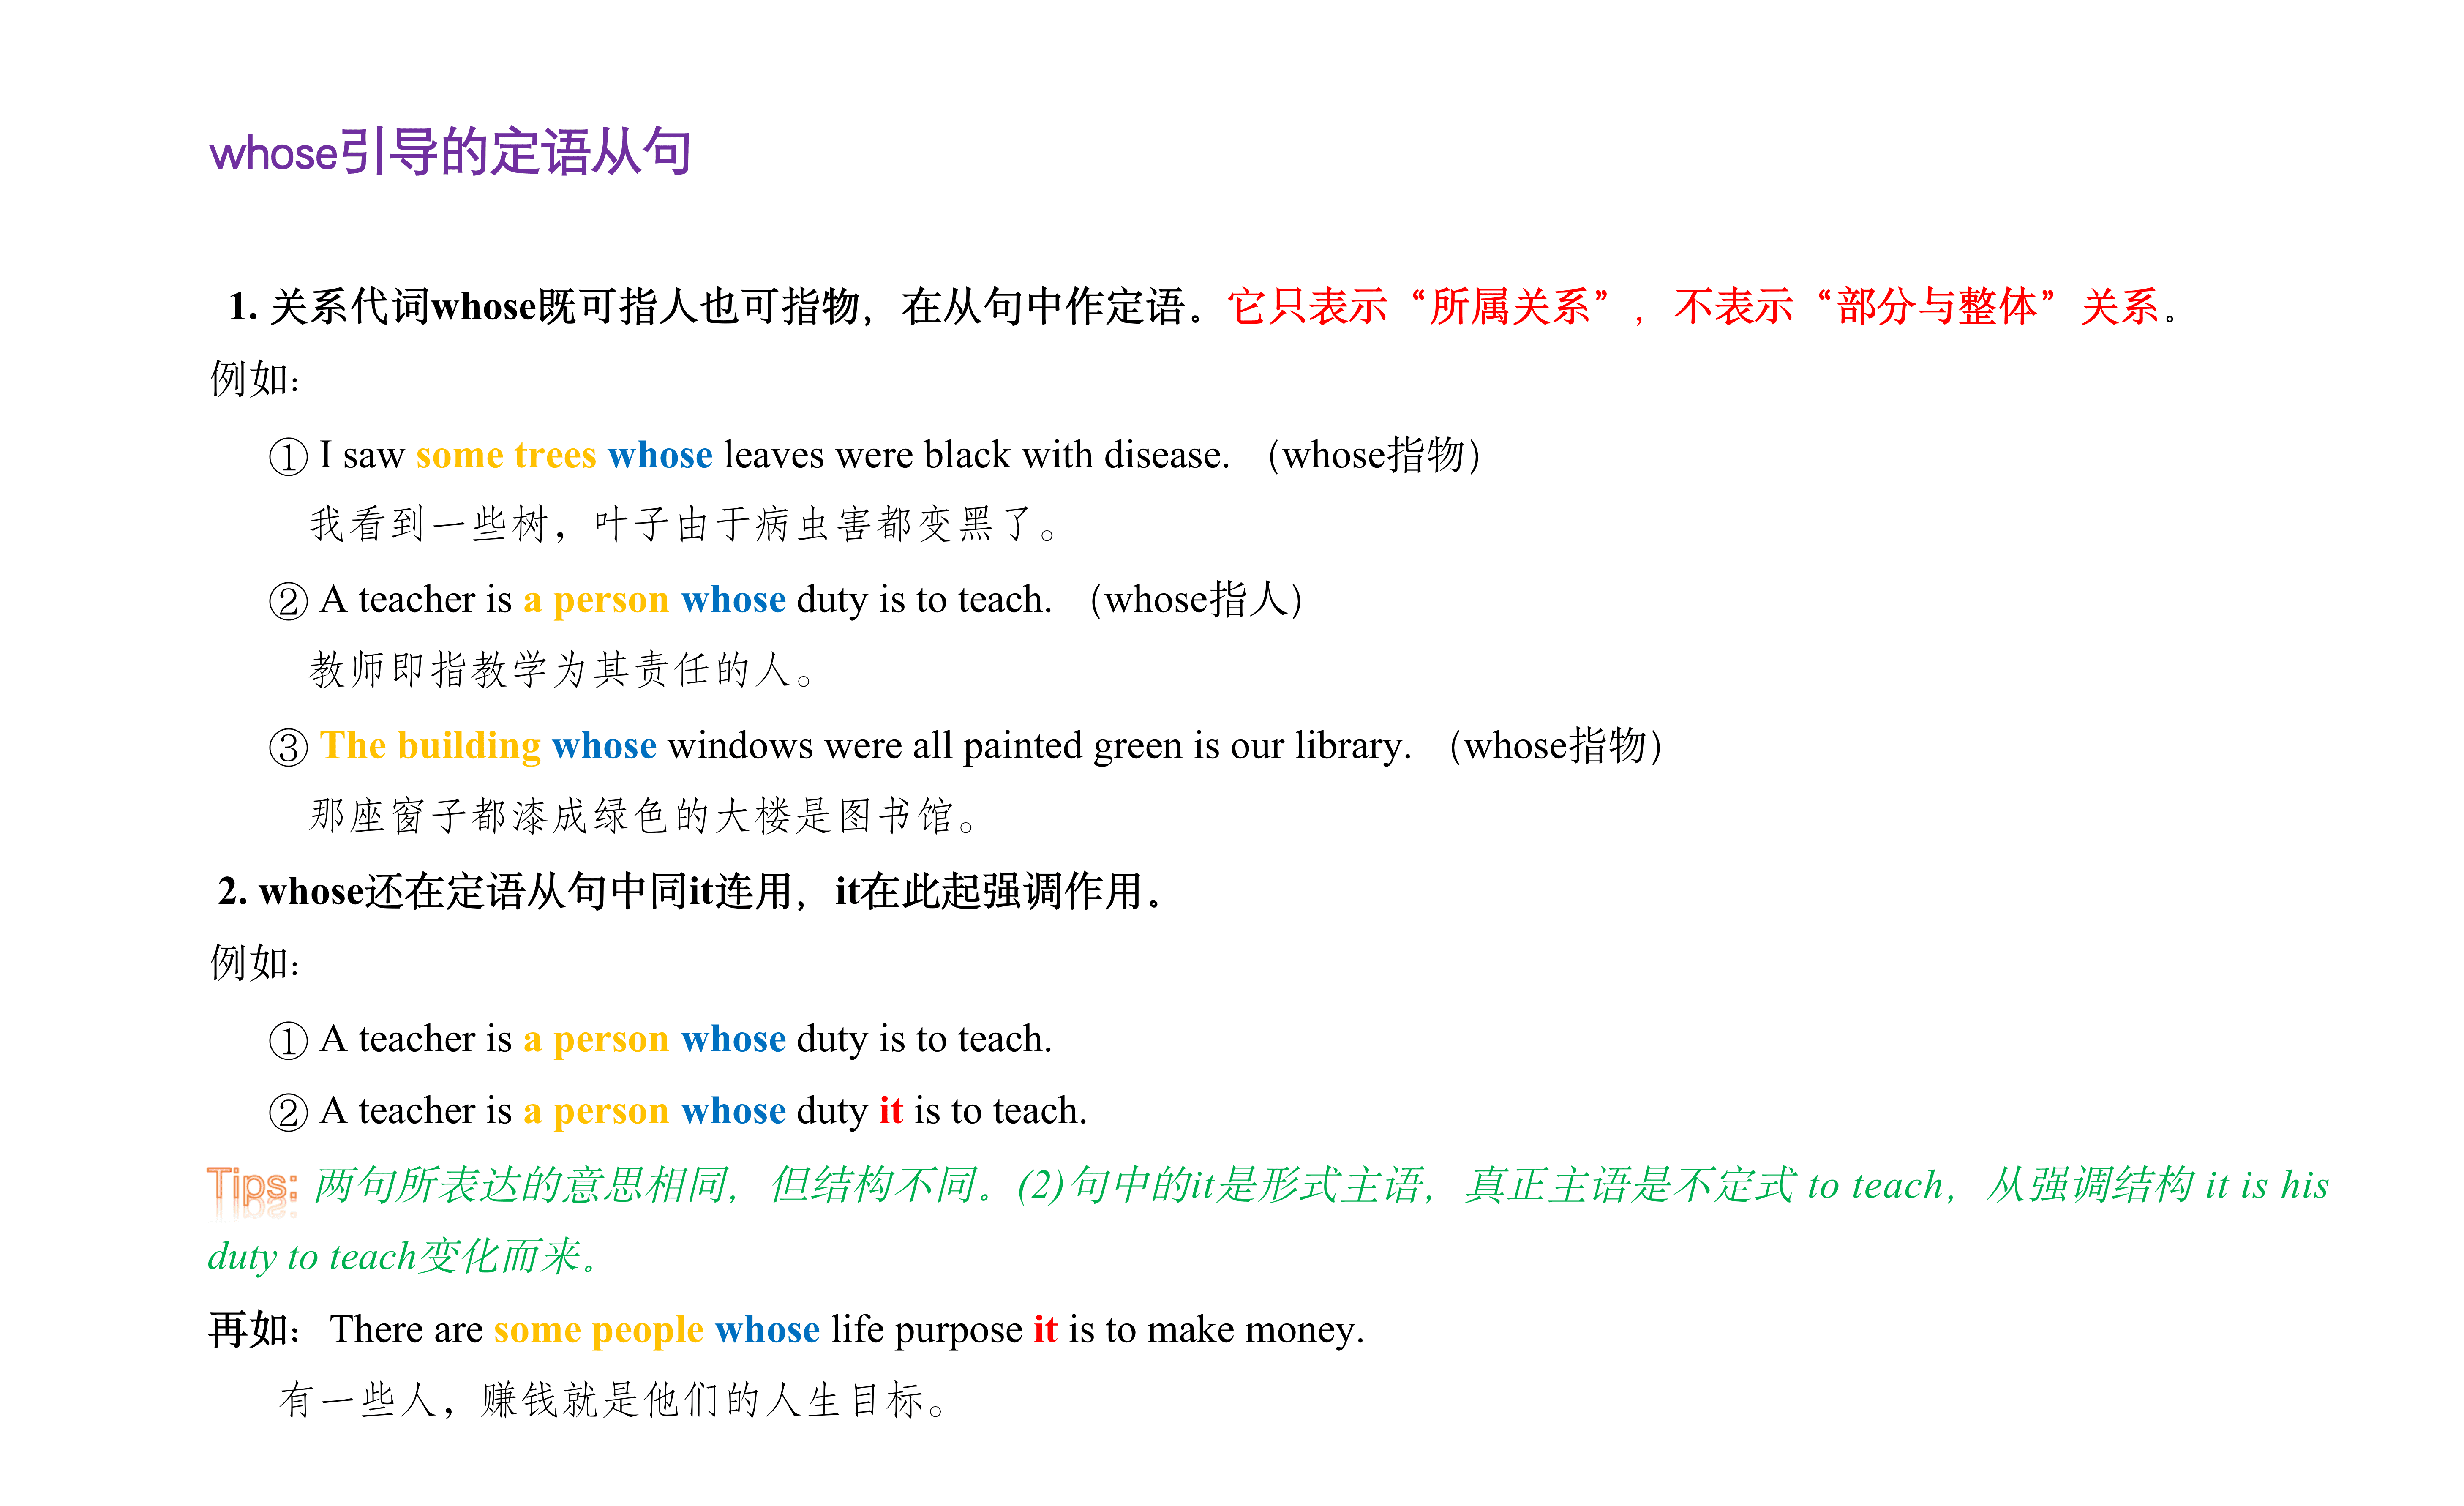 whose引导的定语从句
1. 关系代词whose既可指人也可指物，在从句中作定语。它只表示“所属关系”，不表示“部分与整体”关系。
例如：
① I saw some trees whose leaves were black with disease. （whose指物）
我看到一些树，叶子由于病虫害都变黑了。
② A teacher is a person whose duty is to teach. （whose指人）
教师即指教学为其责任的人。
③ The building whose windows were all painted green is our library. （whose指物）
那座窗子都漆成绿色的大楼是图书馆。
2. whose还在定语从句中同it连用，it在此起强调作用。
例如：
① A teacher is a person whose duty is to teach.
② A teacher is a person whose duty it is to teach.
Tips: 两句所表达的意思相同，但结构不同。(2)句中的it是形式主语，真正主语是不定式 to teach，从强调结构 it is his
duty to teach变化而来。
再如：There are some people whose life purpose it is to make money.
有一些人，赚钱就是他们的人生目标。